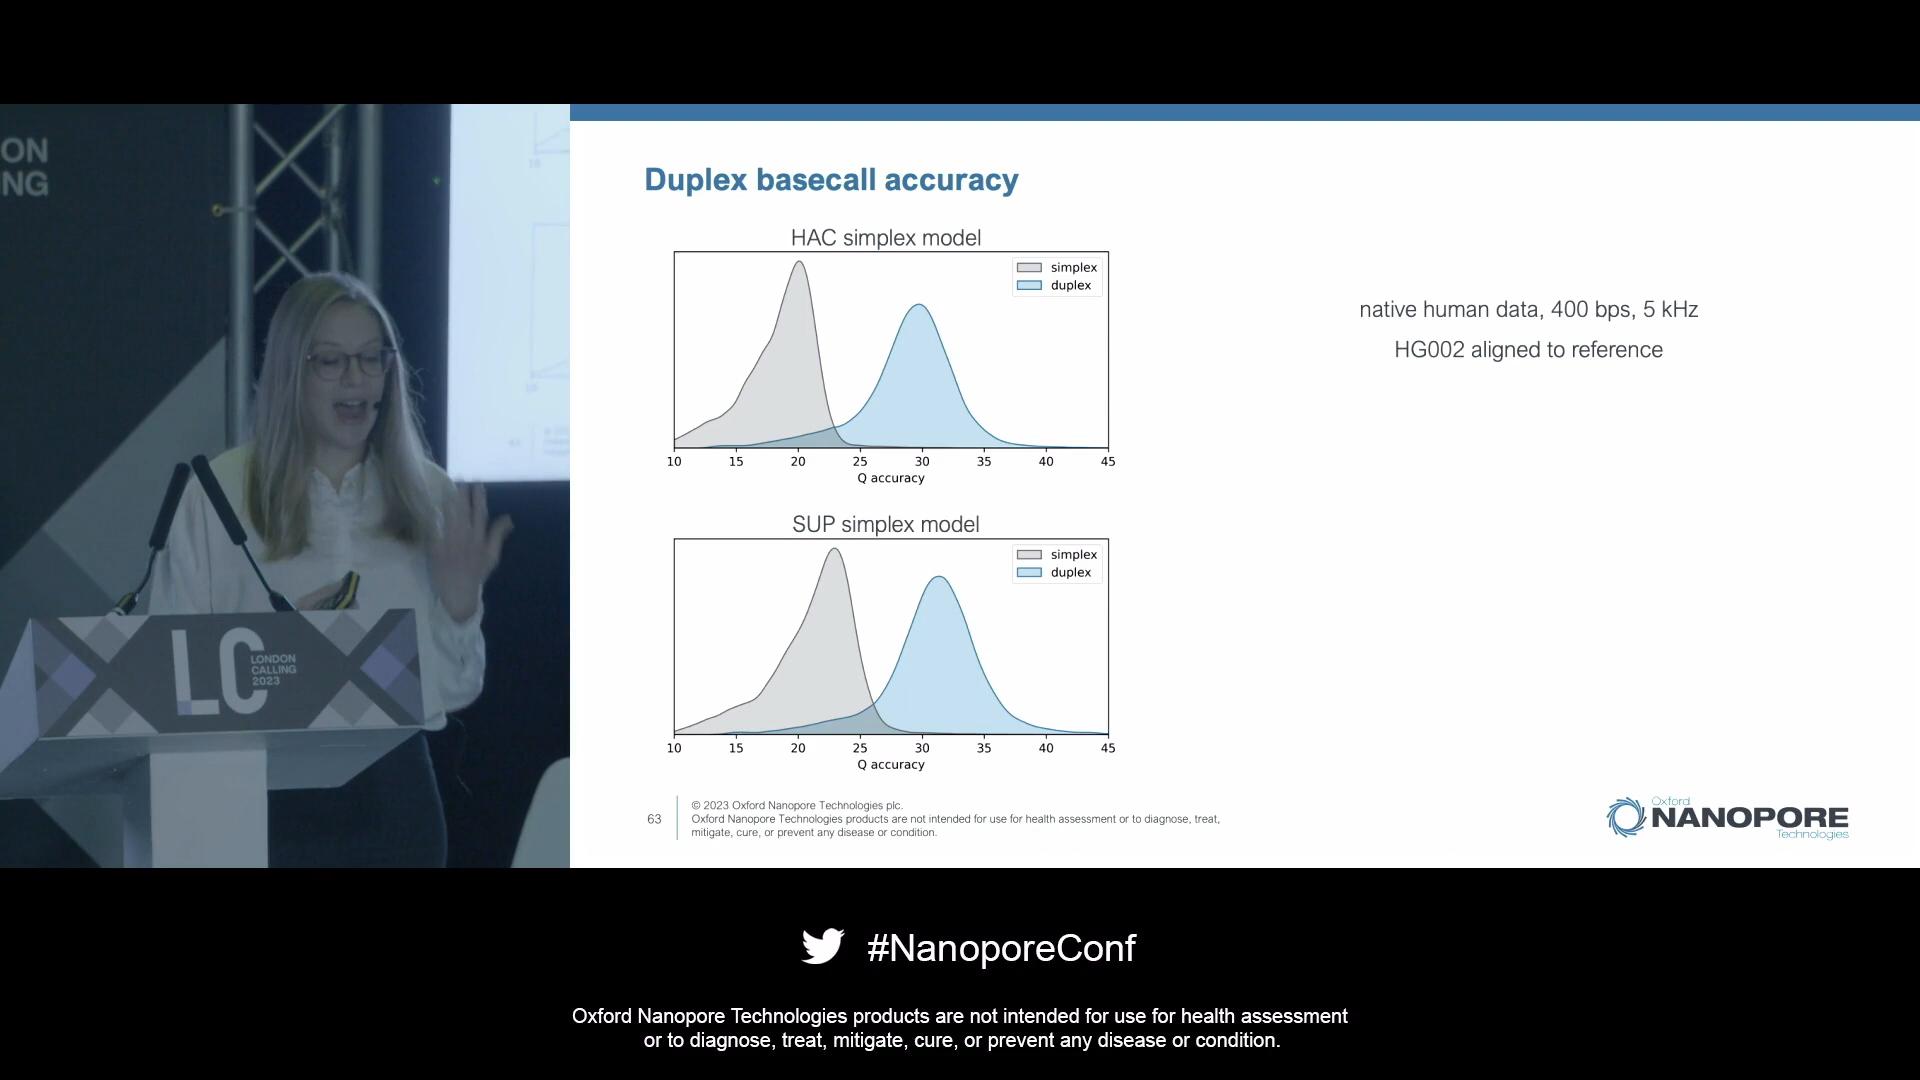 ON
NG
LC
LONDON
CALLING
2023
Duplex basecall accuracy
HAC simplex model
simplex
duplex
10 15 20 25 30 35 40 45
Q accuracy
SUP simplex model
simplex
duplex
10 15 20 25 30 35 40 45
Q accuracy
native human data, 400 bps, 5 kHz
HG002 aligned to reference
63
© 2023 Oxford Nanopore Technologies plc.
Oxford Nanopore Technologies products are not intended for use for health assessment or to diagnose, treat,
mitigate, cure, or prevent any disease or condition.
Oxford
NANOPORE
Technologies
#NanoporeConf
Oxford Nanopore Technologies products are not intended for use for health assessment
or to diagnose, treat, mitigate, cure, or prevent any disease or condition.